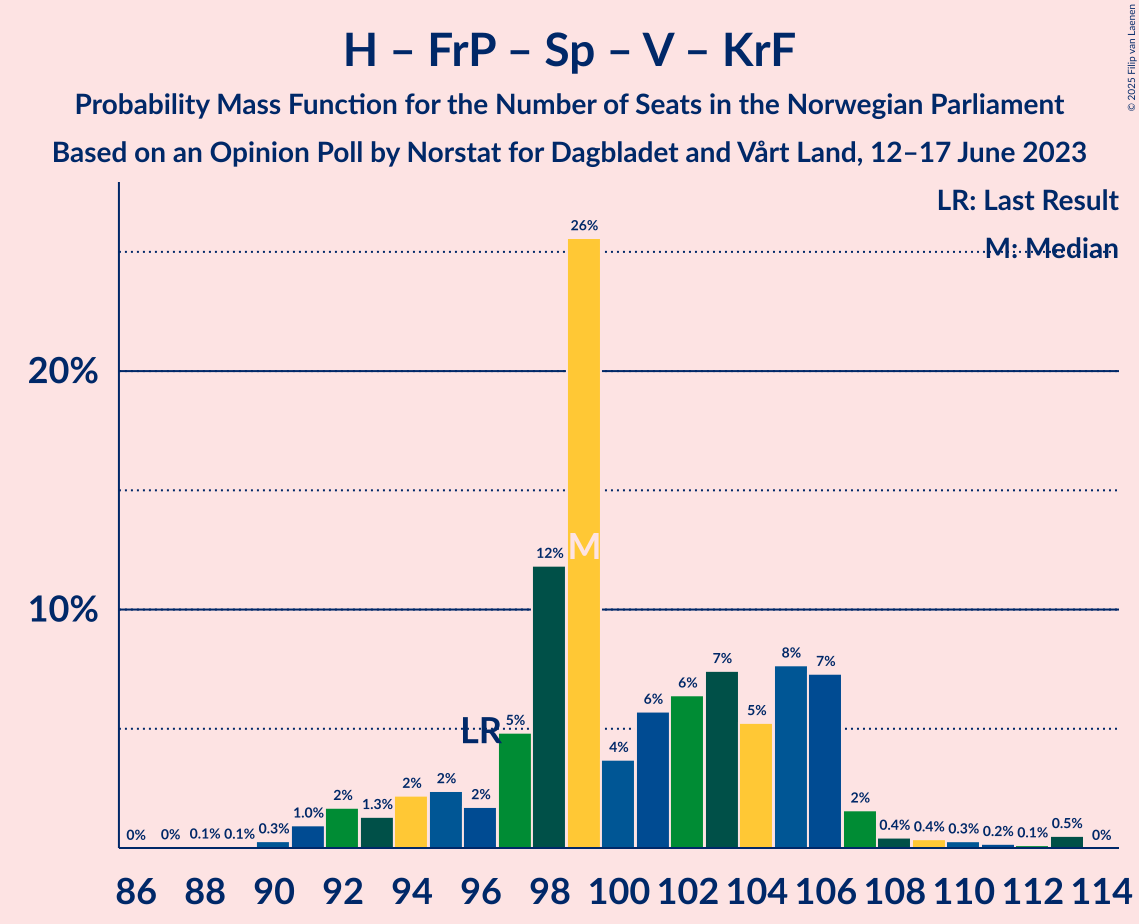 H – FrP – Sp – V – KrF
Probability Mass Function for the Number of Seats in the Norwegian Parliament
Based on an Opinion Poll by Norstat for Dagbladet and Vårt Land, 12–17 June 2023
© 2025 Filip van Laenen
LR: Last Result
M: Median
20%
10%
0% 0% 0.1% 0.1% 0.3% 1.0% 2% 1.3% 2% 2% 2% 5% 12% 26% 4% 6% 6% 7% 5% 8% 7% 2% 0.4% 0.4% 0.3% 0.2% 0.1% 0.5% 0%
LR
M
86 88 90 92 94 96 98 100 102 104 106 108 110 112 114